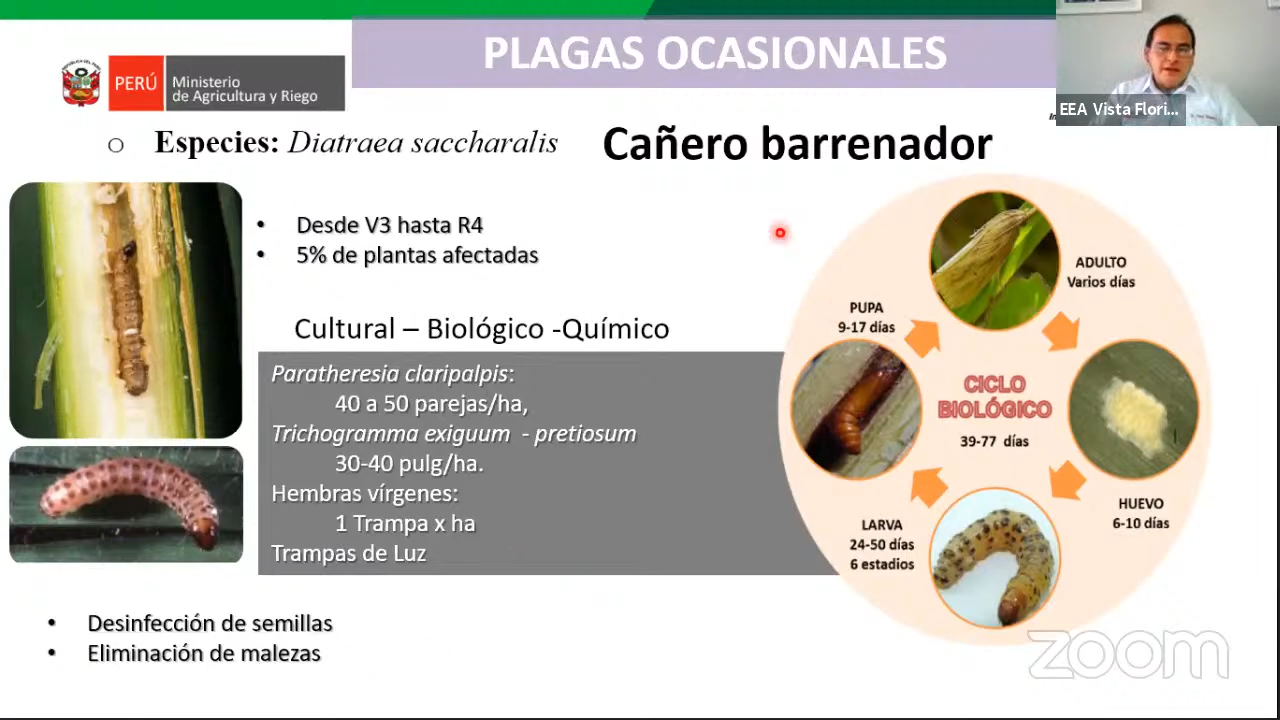 PLAGAS OCASIONALES
PERÚ
Ministerio
de Agricultura y Riego
EEA Vista Flori...
o Especies: Diatraea saccharalis
Cañero barrenador
• Desde V3 hasta R4
• 5% de plantas afectadas
Cultural – Biológico -Químico
Paratheresia claripalpis:
40 a 50 parejas/ha,
Trichogramma exiguum - pretiosum
30-40 pulg/ha.
Hembras vírgenes:
1 Trampa x ha
Trampas de Luz
• Desinfección de semillas
• Eliminación de malezas
ADULTO
Varios días
PUPA
9-17 días
CICLO
BIOLÓGICO
39-77 días
HUEVO
6-10 días
LARVA
24-50 días
6 estadios
zoom